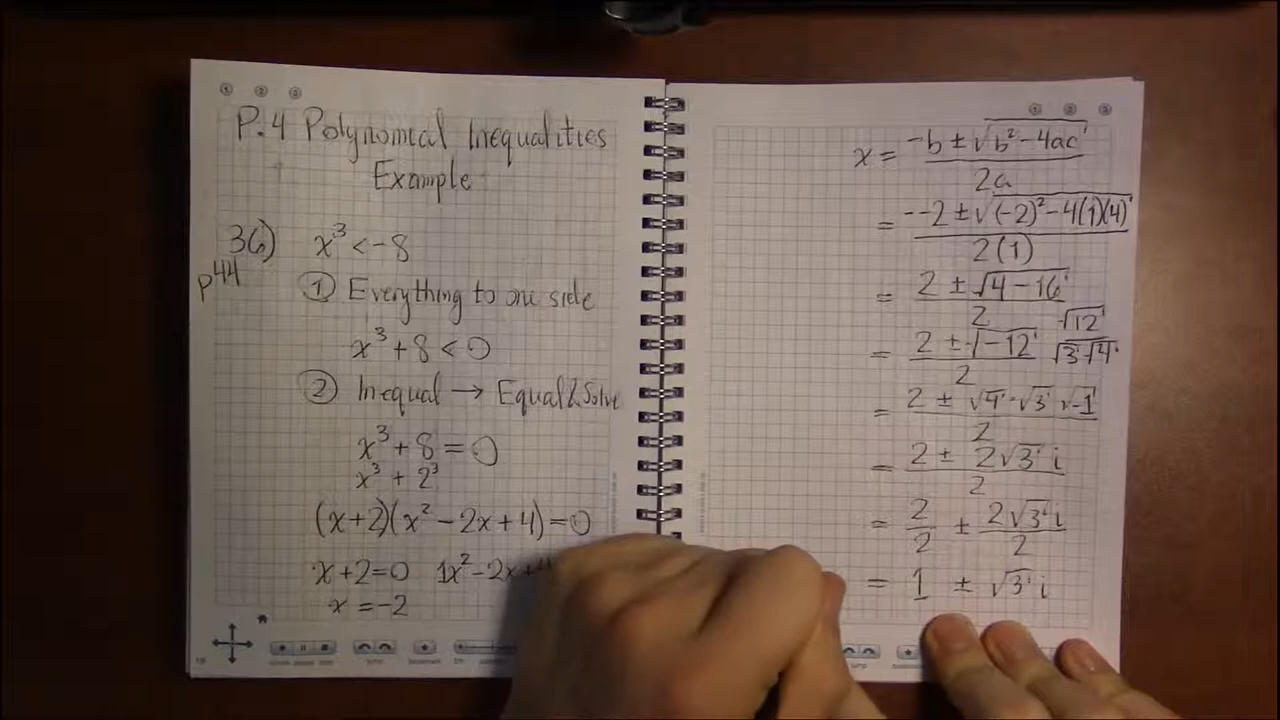 P.4 Polynomial Inequalities
Example
36) x³ < -8
p44
① Everything to one side
x³ + 8 < 0
② Inequal → Equal & Solve
x³ + 8 = 0
x³ + 2³
(x+2)(x² - 2x + 4) = 0
x + 2 = 0 1x² - 2x + 4
x = -2
x = (-b ± √(b² - 4ac)) / 2a
= (--2 ± √((-2)² - 4(1)(4))) / 2(1)
= (2 ± √(4 - 16)) / 2
√12
√3 √4
= (2 ± √(-12)) / 2
= (2 ± √4 · √3 √-1) / 2
= (2 ± 2√3 i) / 2
= 2/2 ± 2√3 i / 2
= 1 ± √3 i